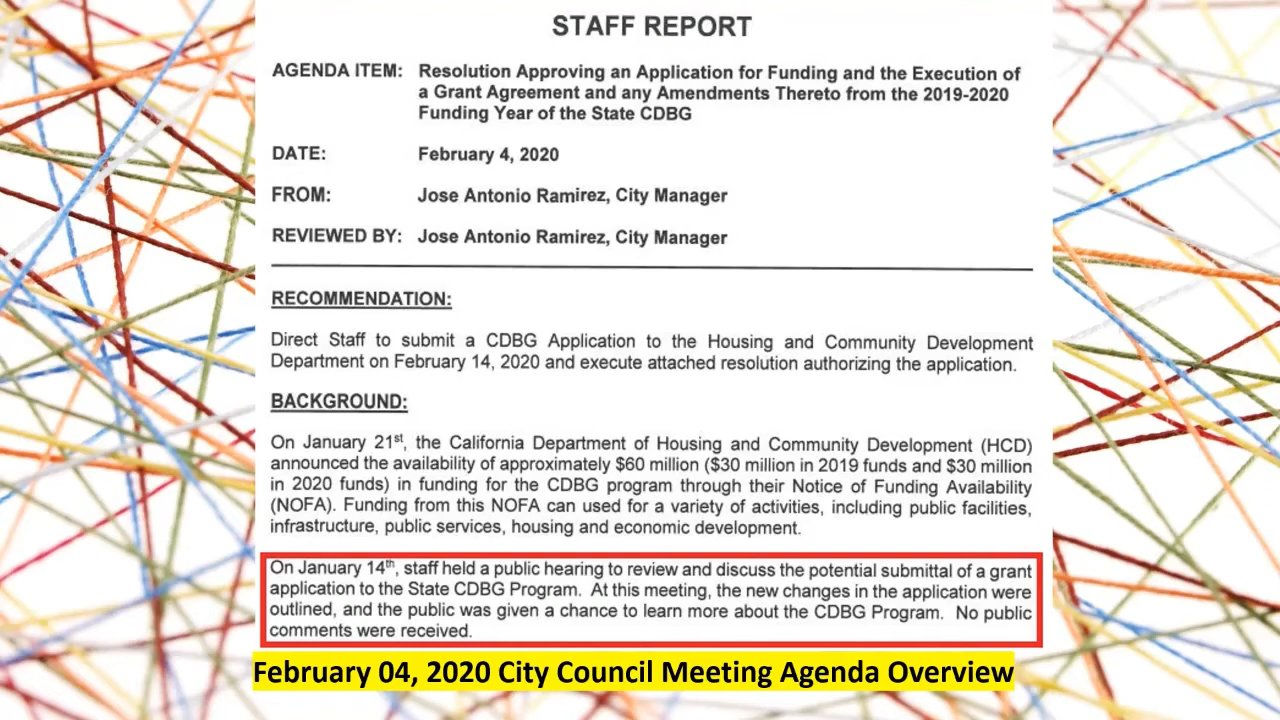 STAFF REPORT
AGENDA ITEM: Resolution Approving an Application for Funding and the Execution of
a Grant Agreement and any Amendments Thereto from the 2019-2020
Funding Year of the State CDBG
DATE: February 4, 2020
FROM: Jose Antonio Ramirez, City Manager
REVIEWED BY: Jose Antonio Ramirez, City Manager
RECOMMENDATION:
Direct Staff to submit a CDBG Application to the Housing and Community Development
Department on February 14, 2020 and execute attached resolution authorizing the application.
BACKGROUND:
On January 21st, the California Department of Housing and Community Development (HCD)
announced the availability of approximately $60 million ($30 million in 2019 funds and $30 million
in 2020 funds) in funding for the CDBG program through their Notice of Funding Availability
(NOFA). Funding from this NOFA can used for a variety of activities, including public facilities,
infrastructure, public services, housing and economic development.
On January 14th, staff held a public hearing to review and discuss the potential submittal of a grant
application to the State CDBG Program. At this meeting, the new changes in the application were
outlined, and the public was given a chance to learn more about the CDBG Program. No public
comments were received.
February 04, 2020 City Council Meeting Agenda Overview